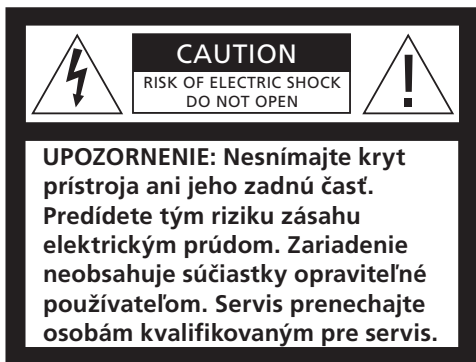 CAUTION
RISK OF ELECTRIC SHOCK
DO NOT OPEN
UPOZORNENIE: Nesnímajte kryt
prístroja ani jeho zadnú časť.
Predídete tým riziku zásahu
elektrickým prúdom. Zariadenie
neobsahuje súčiastky opraviteľné
používateľom. Servis prenechajte
osobám kvalifikovaným pre servis.